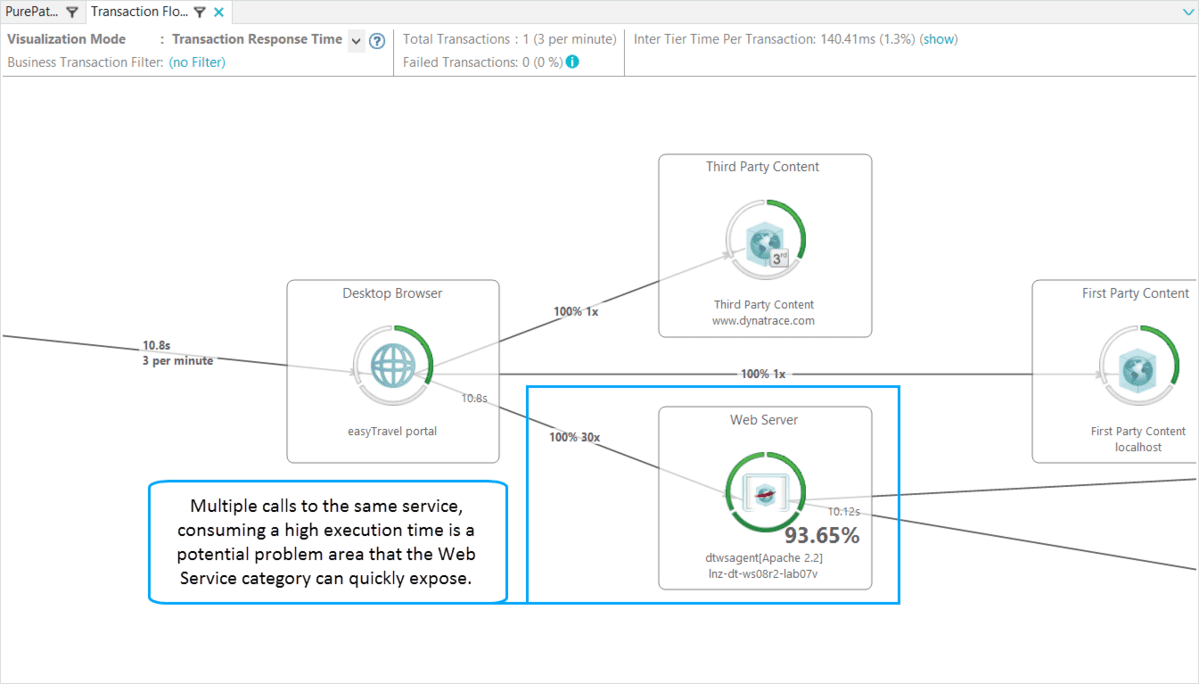 PurePat...
Transaction Flo...
Visualization Mode : Transaction Response Time ?
Business Transaction Filter: (no Filter)
Total Transactions : 1 (3 per minute)
Failed Transactions: 0 (0 %) i
Inter Tier Time Per Transaction: 140.41ms (1.3%) (show)
Third Party Content
3rd
Third Party Content
www.dynatrace.com
Desktop Browser
easyTravel portal
10.8s
3 per minute
10.8s
100% 1x
100% 1x
100% 30x
First Party Content
First Party Content
localhost
Web Server
10.12s
93.65%
dtwsagent[Apache 2.2]
lnz-dt-ws08r2-lab07v
Multiple calls to the same service,
consuming a high execution time is a
potential problem area that the Web
Service category can quickly expose.